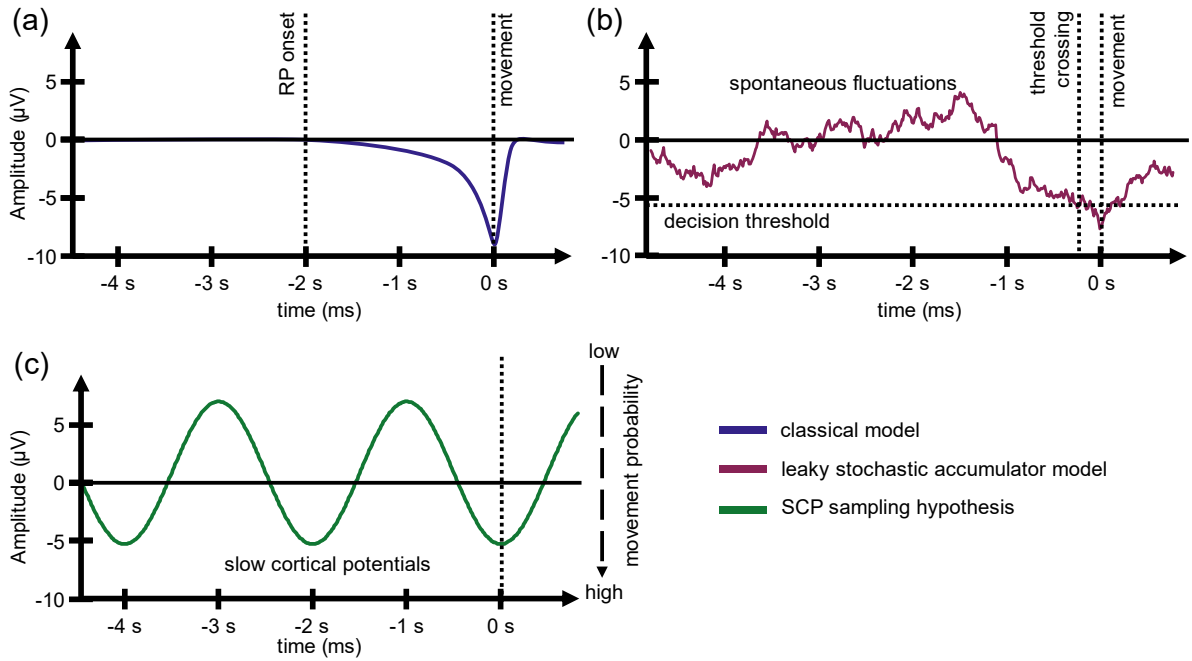 (a)
RP onset
movement
Amplitude (µV)
5
0
-5
-10
-4 s
-3 s
-2 s
-1 s
0 s
time (ms)
(b)
threshold
crossing
movement
spontaneous fluctuations
5
0
-5
-10
decision threshold
-4 s
-3 s
-2 s
-1 s
0 s
time (ms)
(c)
Amplitude (µV)
5
0
-5
-10
slow cortical potentials
-4 s
-3 s
-2 s
-1 s
0 s
time (ms)
low
movement probability
high
classical model
leaky stochastic accumulator model
SCP sampling hypothesis